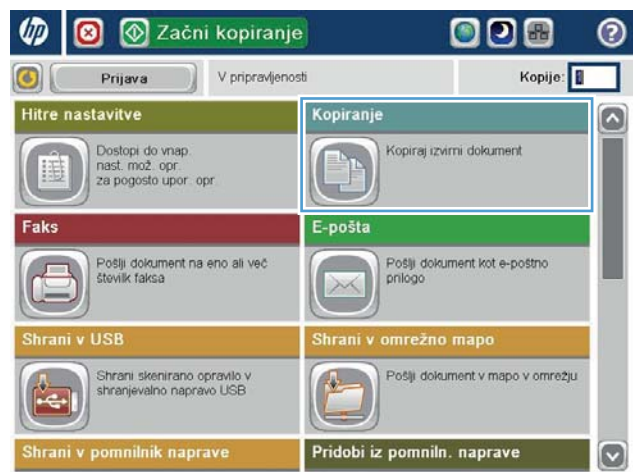 hp
Začni kopiranje
?
Prijava
V pripravljenosti
Kopije: 1
Hitre nastavitve
Dostopi do vnap.
nast. mož. opr.
za pogosto upor. opr.
Kopiranje
Kopiraj izvirni dokument
Faks
Pošlji dokument na eno ali več
številk faksa
E-pošta
Pošlji dokument kot e-poštno
prilogo
Shrani v USB
Shrani skenirano opravilo v
shranjevalno napravo USB
Shrani v omrežno mapo
Pošlji dokument v mapo v omrežju
Shrani v pomnilnik naprave
Pridobi iz pomniln. naprave